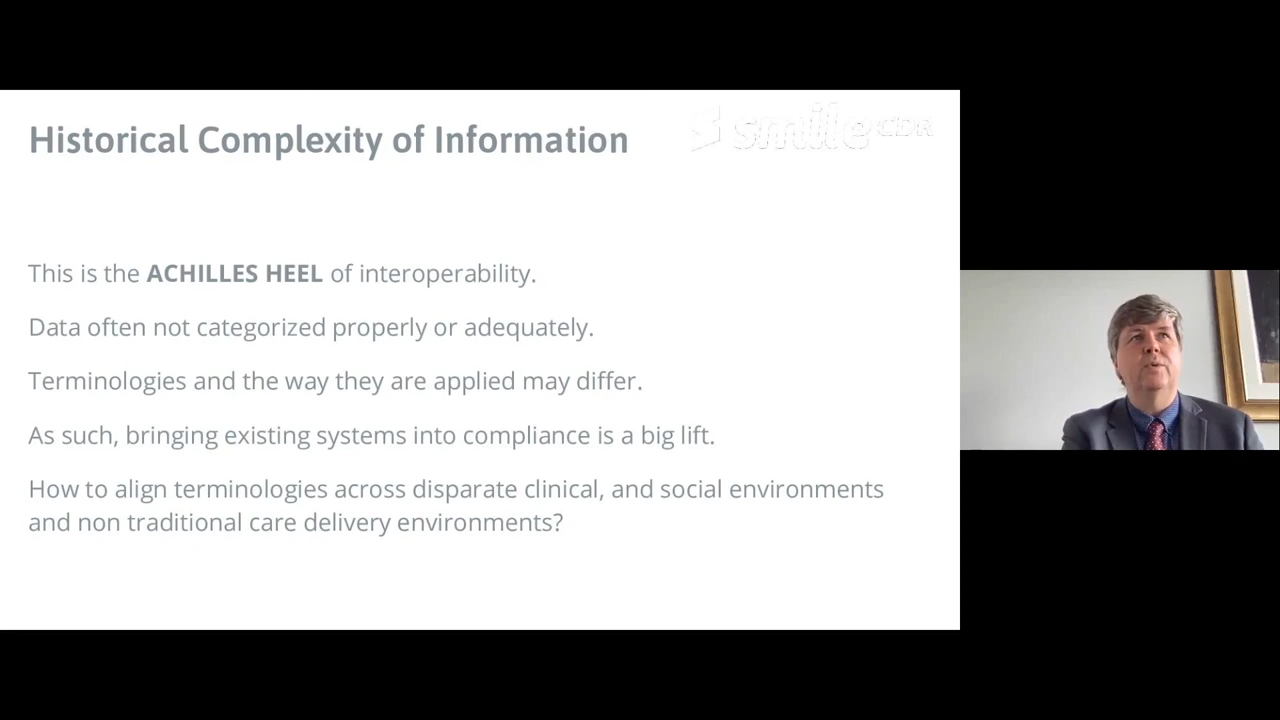 Historical Complexity of Information
smile CDR
This is the ACHILLES HEEL of interoperability.
Data often not categorized properly or adequately.
Terminologies and the way they are applied may differ.
As such, bringing existing systems into compliance is a big lift.
How to align terminologies across disparate clinical, and social environments
and non traditional care delivery environments?